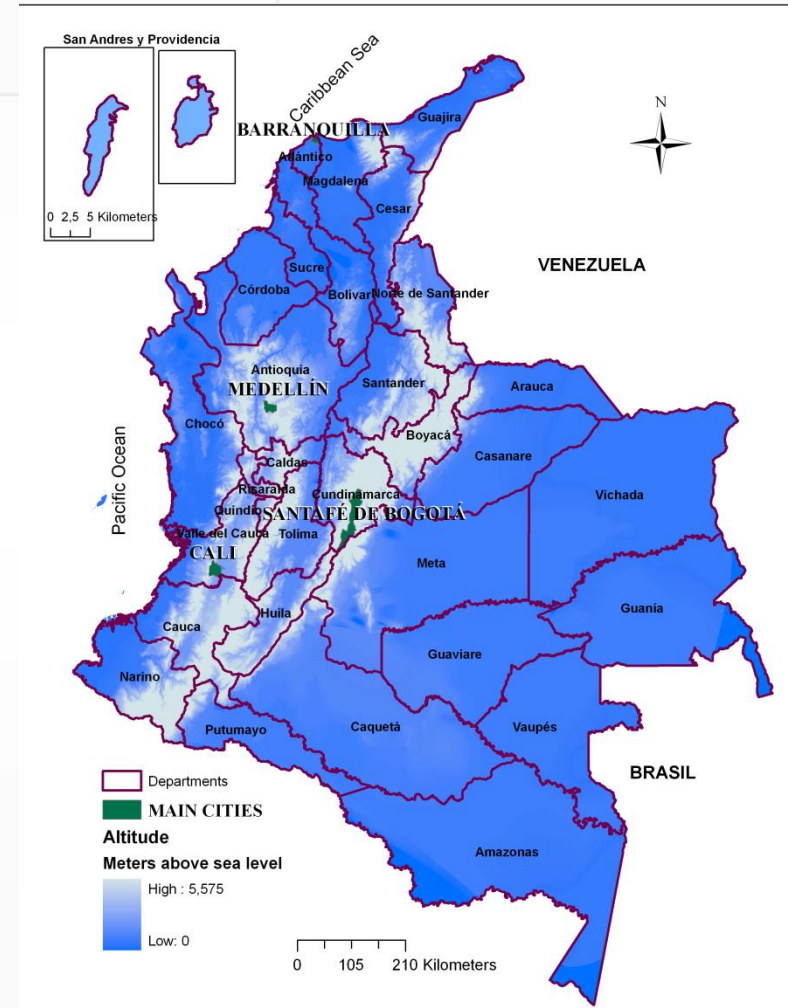 San Andres y Providencia
0 2,5 5 Kilometers
Caribbean Sea
N
BARRANQUILLA
Guajira
Atlántico
Magdalena
Cesar
VENEZUELA
Sucre
Córdoba
Bolivar
Norte de Santander
Antioquia
MEDELLÍN
Santander
Arauca
Chocó
Boyacá
Casanare
Pacific Ocean
Caldas
Risaralda
Cundinamarca
Vichada
Quindio
SANTAFÉ DE BOGOTÁ
Valle del Cauca
Tolima
CALI
Meta
Guanía
Huila
Cauca
Guaviare
Narino
Putumayo
Caquetá
Vaupés
BRASIL
Amazonas
Departments
MAIN CITIES
Altitude
Meters above sea level
High : 5,575
Low: 0
0 105 210 Kilometers